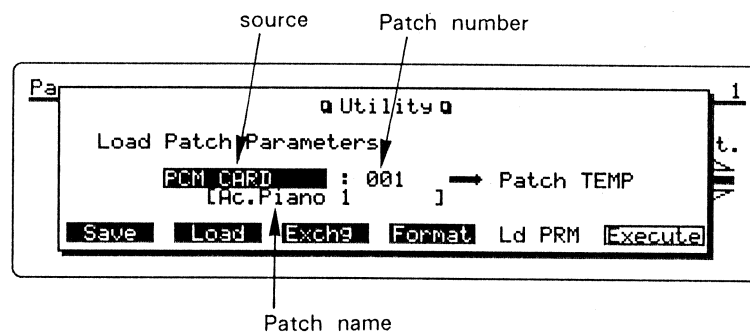 source Patch number
Pa 1
Utility
Load Patch Parameters t.
PCM CARD : 001 → Patch TEMP
[Ac.Piano 1 ]
Save Load Exchg Format Ld PRM Execute
Patch name